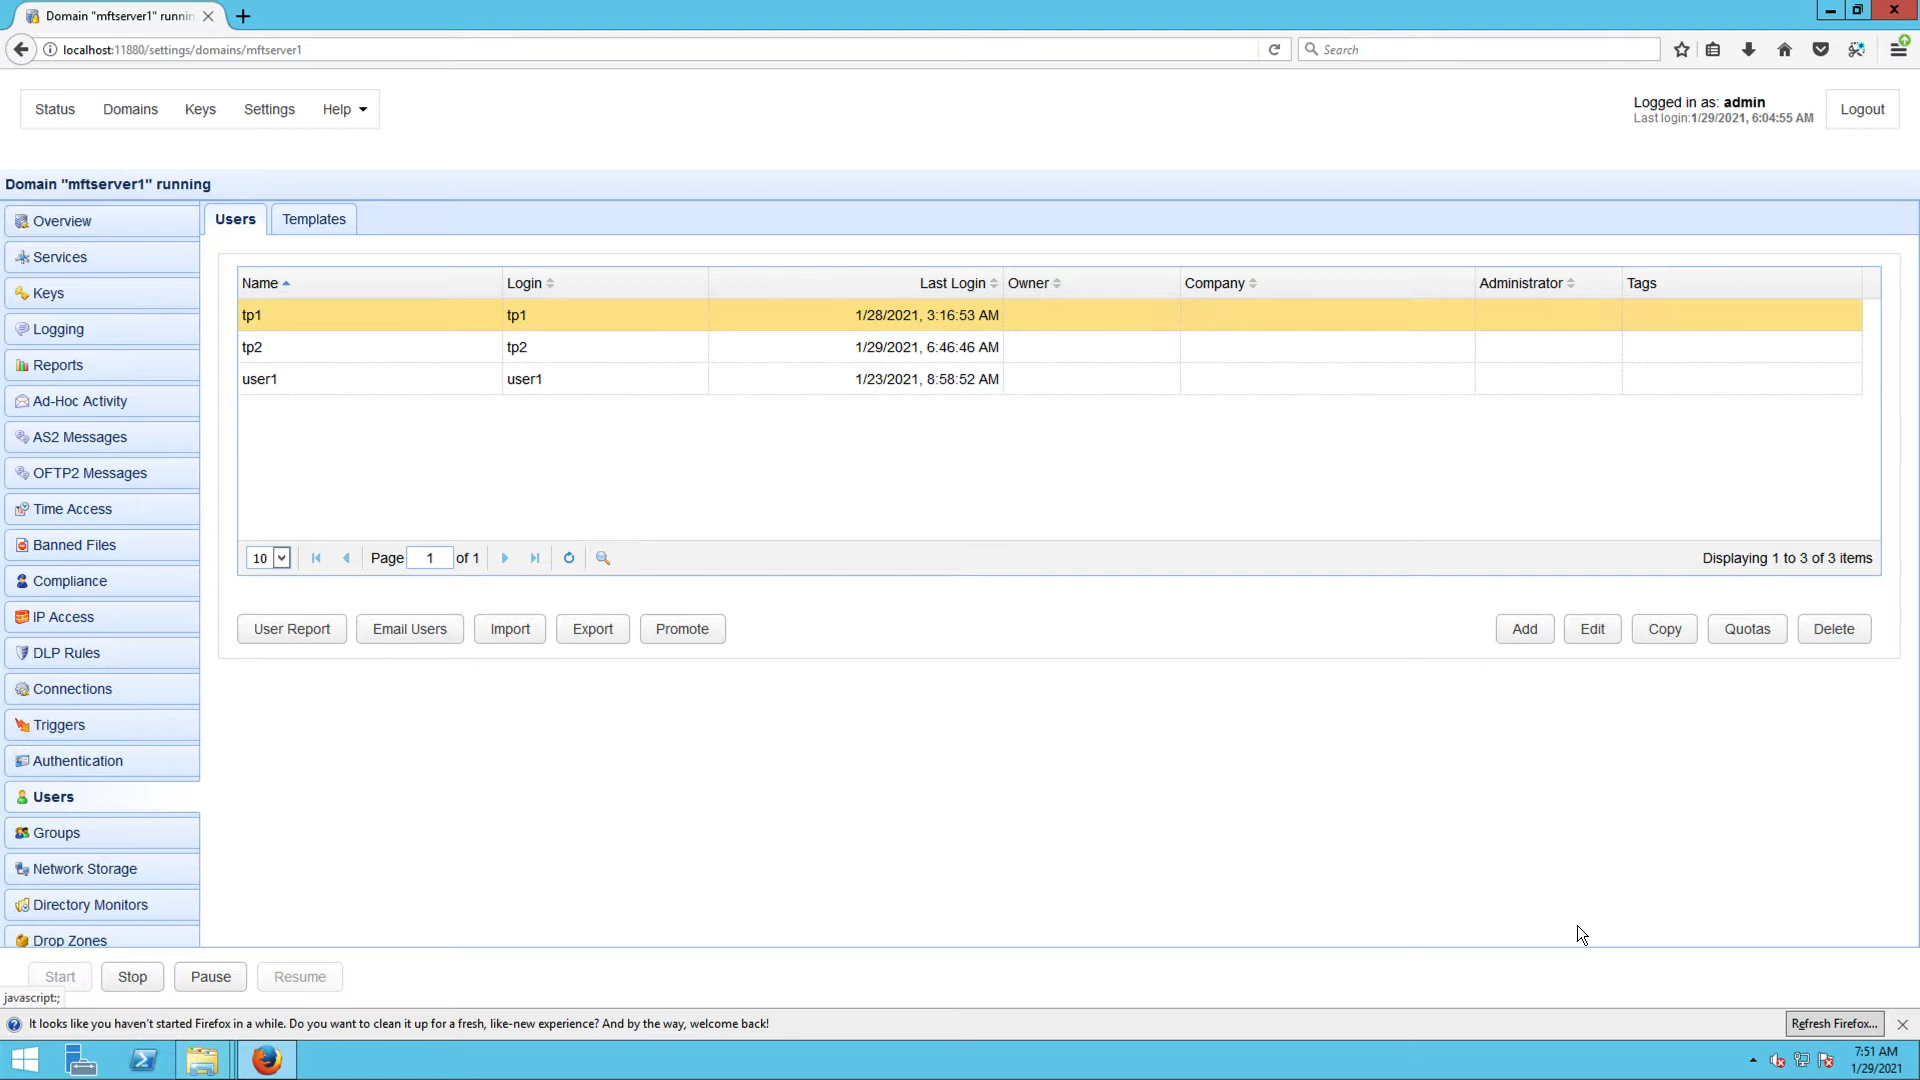 Domain "mftserver1" runnin
localhost:11880/settings/domains/mftserver1
Search
Status Domains Keys Settings Help
Logged in as: admin
Last login:1/29/2021, 6:04:55 AM
Logout
Domain "mftserver1" running
Overview
Services
Keys
Logging
Reports
Ad-Hoc Activity
AS2 Messages
OFTP2 Messages
Time Access
Banned Files
Compliance
IP Access
DLP Rules
Connections
Triggers
Authentication
Users
Groups
Network Storage
Directory Monitors
Drop Zones
Users Templates
Name Login Last Login Owner Company Administrator Tags
tp1 tp1 1/28/2021, 3:16:53 AM
tp2 tp2 1/29/2021, 6:46:46 AM
user1 user1 1/23/2021, 8:58:52 AM
10 Page 1 of 1 Displaying 1 to 3 of 3 items
User Report Email Users Import Export Promote Add Edit Copy Quotas Delete
Start Stop Pause Resume
javascript:;
It looks like you haven't started Firefox in a while. Do you want to clean it up for a fresh, like-new experience? And by the way, welcome back!
Refresh Firefox...
7:51 AM
1/29/2021